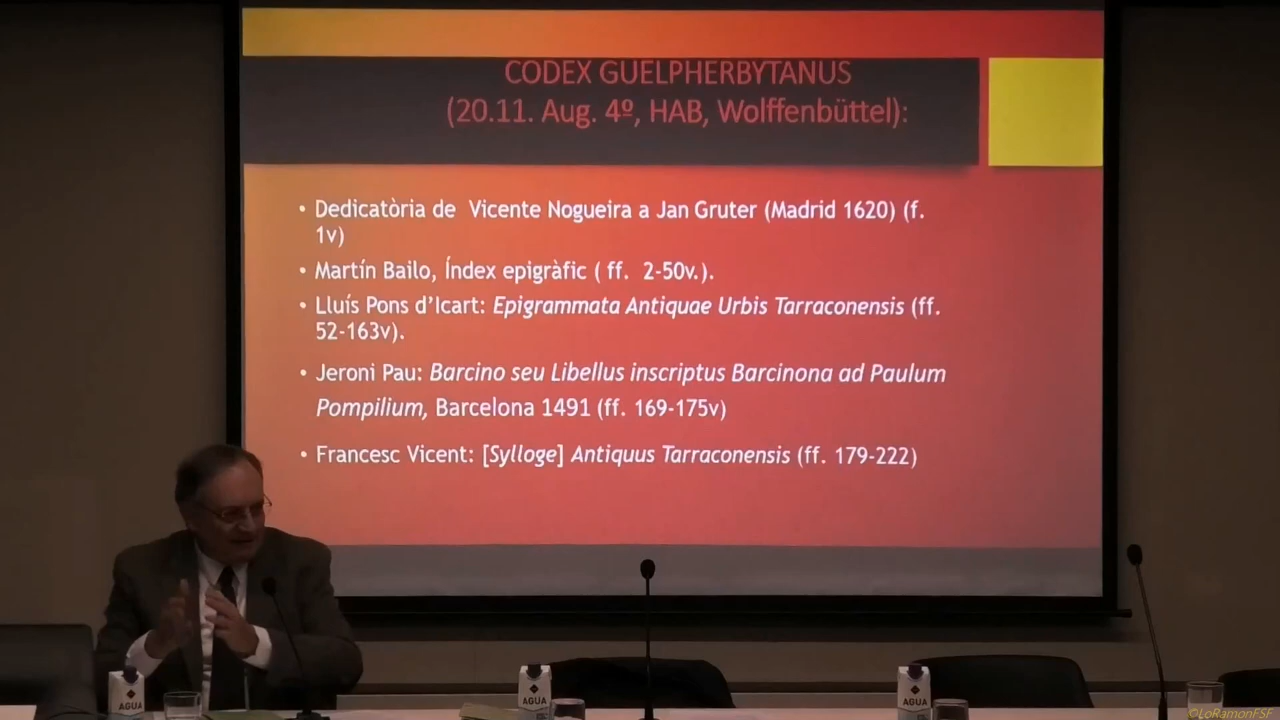 CODEX GUELPHERBYTANUS
(20.11. Aug. 4º, HAB, Wolffenbüttel):
• Dedicatòria de Vicente Nogueira a Jan Gruter (Madrid 1620) (f.
1v)
• Martín Bailo, Índex epigràfic ( ff. 2-50v.).
• Lluís Pons d’Icart: Epigrammata Antiquae Urbis Tarraconensis (ff.
52-163v).
• Jeroni Pau: Barcino seu Libellus inscriptus Barcinona ad Paulum
Pompilium, Barcelona 1491 (ff. 169-175v)
• Francesc Vicent: [Sylloge] Antiquus Tarraconensis (ff. 179-222)
AGUA
AGUA
AGUA
©LoRamonFSF